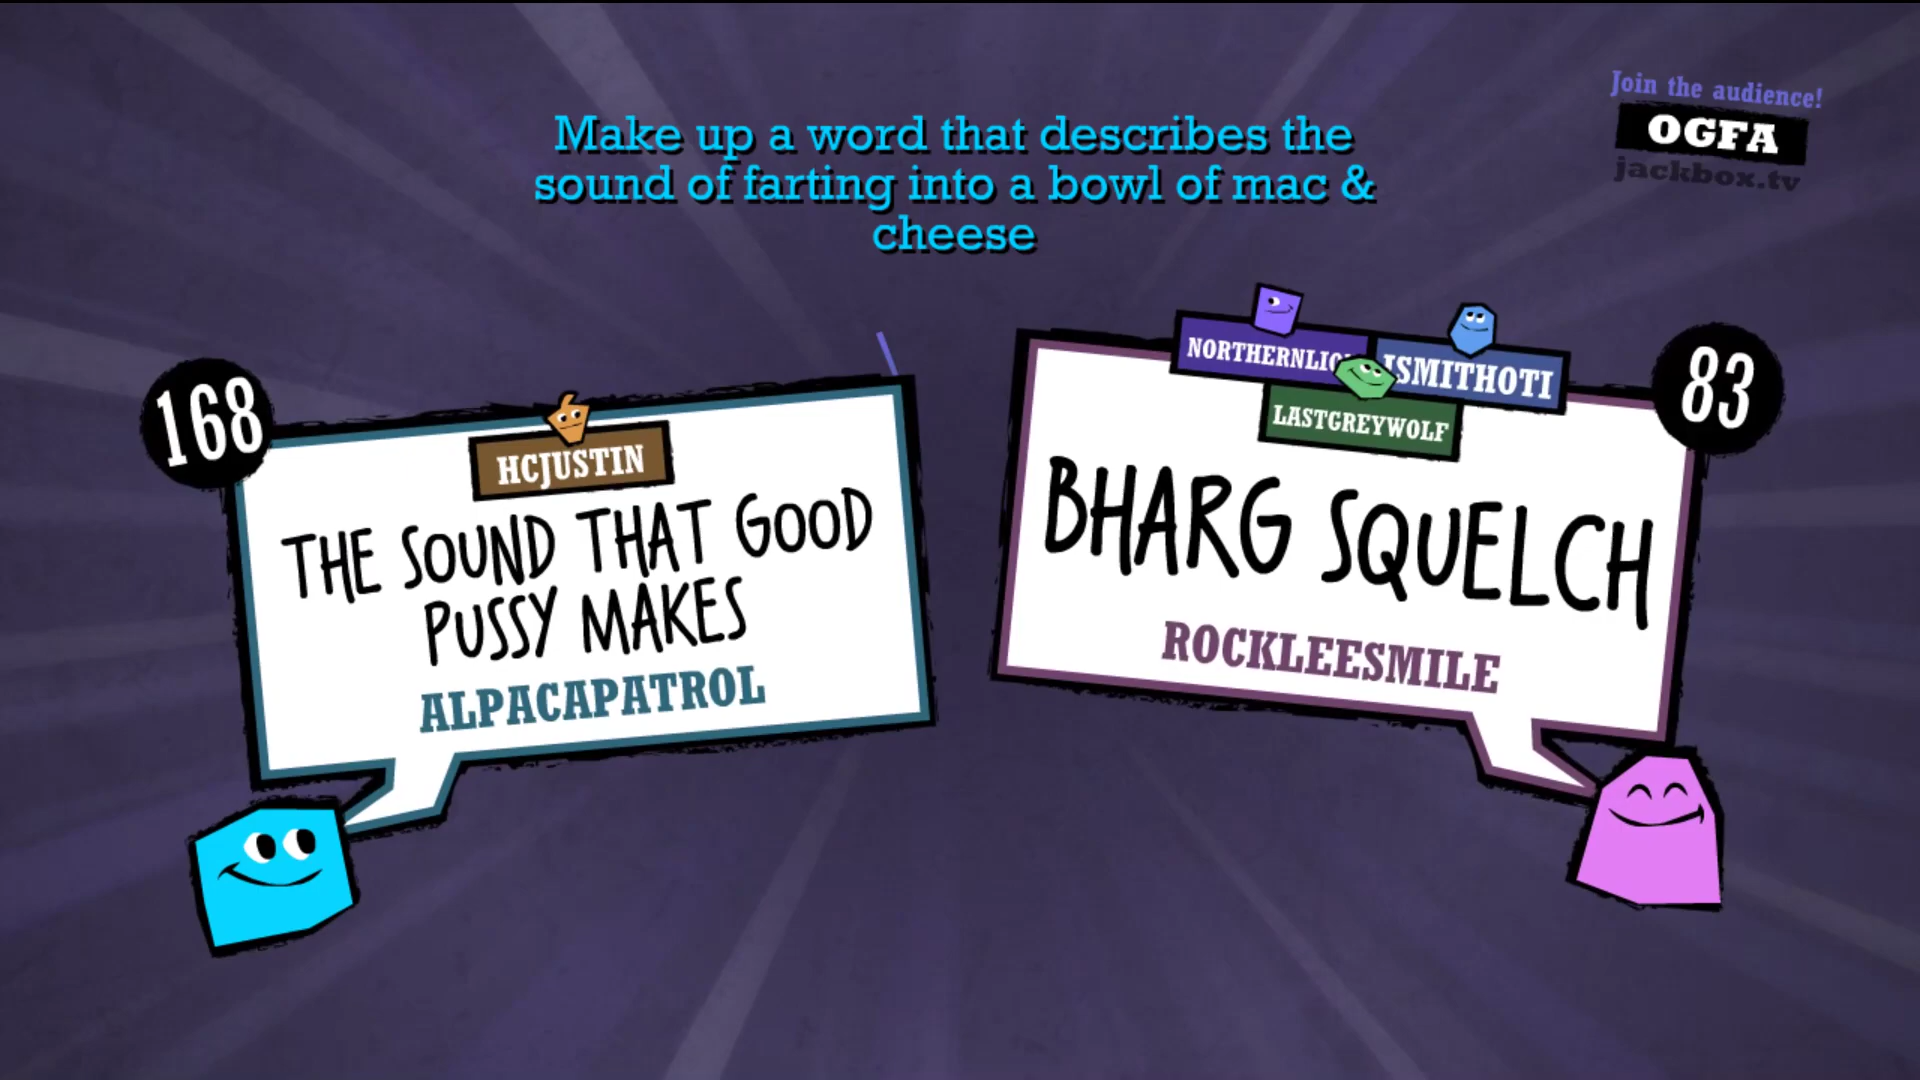 Join the audience!
OGFA
jackbox.tv
Make up a word that describes the
sound of farting into a bowl of mac &
cheese
168
HCJUSTIN
THE SOUND THAT GOOD
PUSSY MAKES
ALPACAPATROL
83
LASTGREYWOLF
BHARG SQUELCH
ROCKLEESMILE